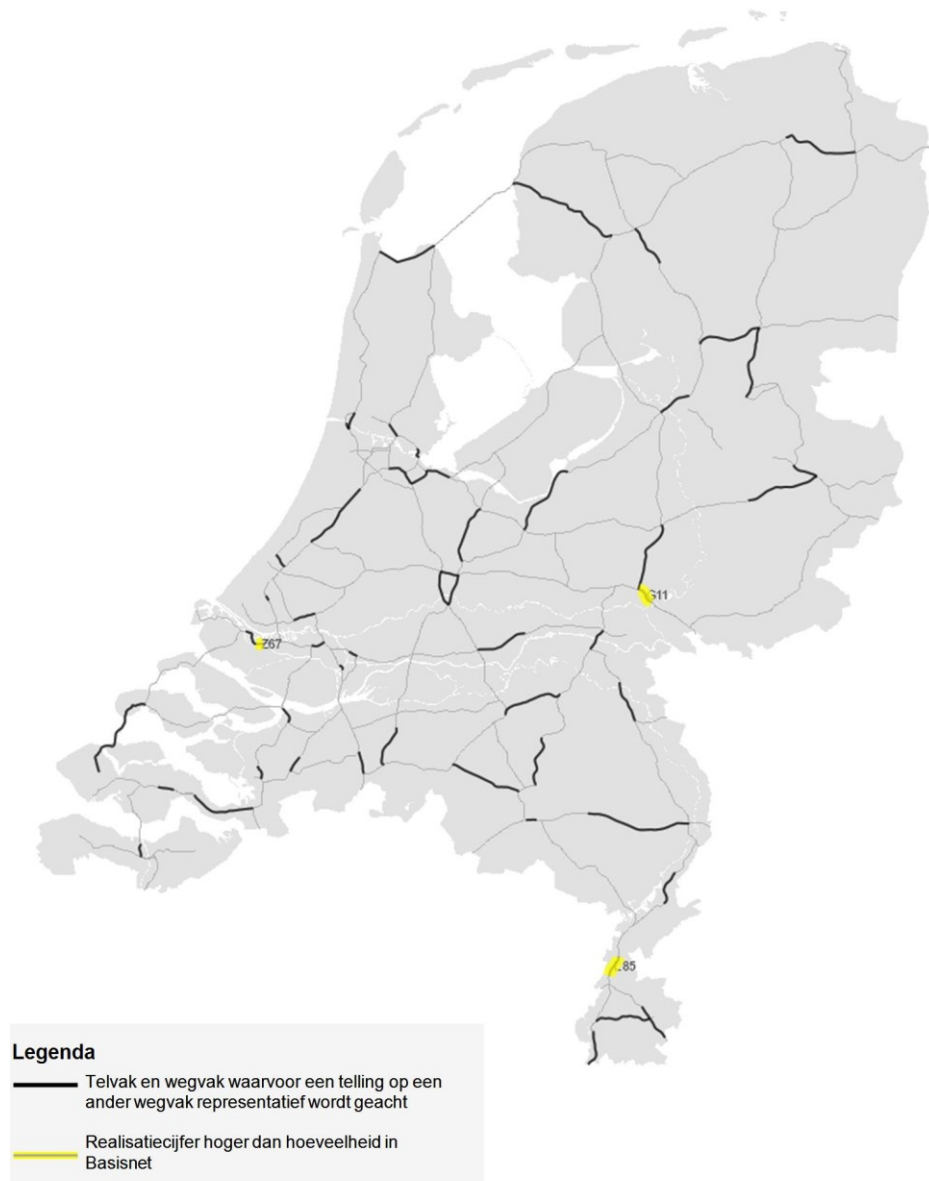 G11
Z67
L85
Legenda
Telvak en wegvak waarvoor een telling op een
ander wegvak representatief wordt geacht
Realisatiecijfer hoger dan hoeveelheid in
Basisnet